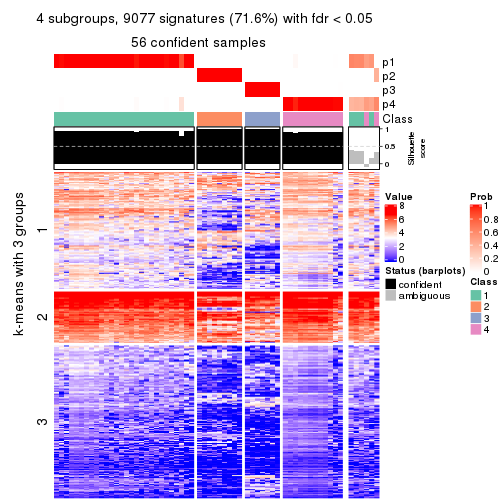 4 subgroups, 9077 signatures (71.6%) with fdr < 0.05
56 confident samples
p1
p2
p3
p4
Class
1
0.5
0
Silhouette
score
k-means with 3 groups
1
2
3
Value
8
6
4
2
0
Status (barplots)
confident
ambiguous
Prob
1
0.8
0.6
0.4
0.2
0
Class
1
2
3
4